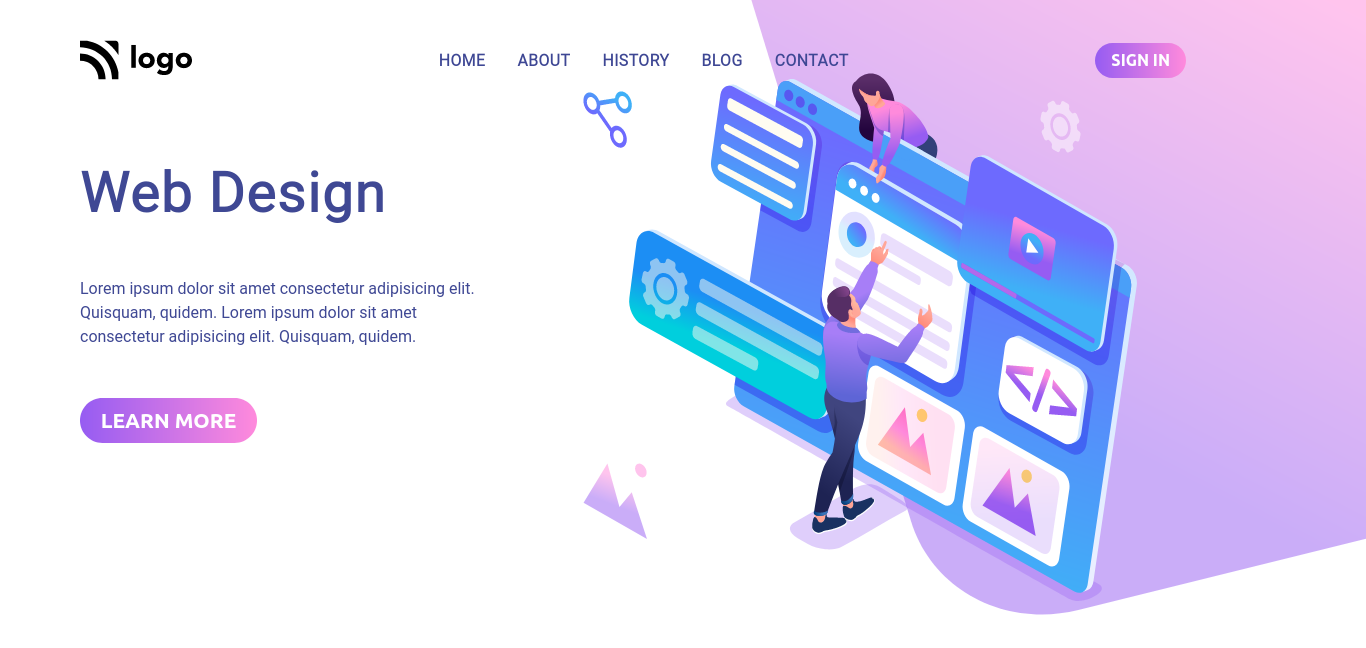 logo
HOME ABOUT HISTORY BLOG CONTACT
SIGN IN
Web Design
Lorem ipsum dolor sit amet consectetur adipisicing elit.
Quisquam, quidem. Lorem ipsum dolor sit amet
consectetur adipisicing elit. Quisquam, quidem.
LEARN MORE
</>